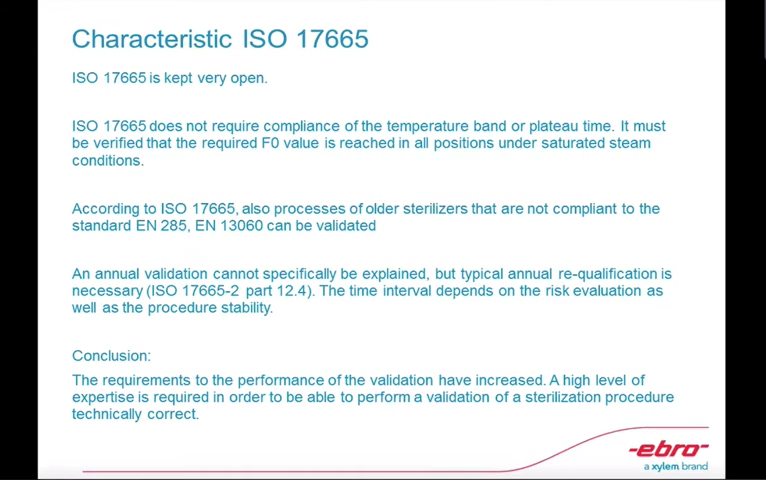 Characteristic ISO 17665
ISO 17665 is kept very open.
ISO 17665 does not require compliance of the temperature band or plateau time. It must
be verified that the required F0 value is reached in all positions under saturated steam
conditions.
According to ISO 17665, also processes of older sterilizers that are not compliant to the
standard EN 285, EN 13060 can be validated
An annual validation cannot specifically be explained, but typical annual re-qualification is
necessary (ISO 17665-2 part 12.4). The time interval depends on the risk evaluation as
well as the procedure stability.
Conclusion:
The requirements to the performance of the validation have increased. A high level of
expertise is required in order to be able to perform a validation of a sterilization procedure
technically correct.
-ebro-
a xylem brand